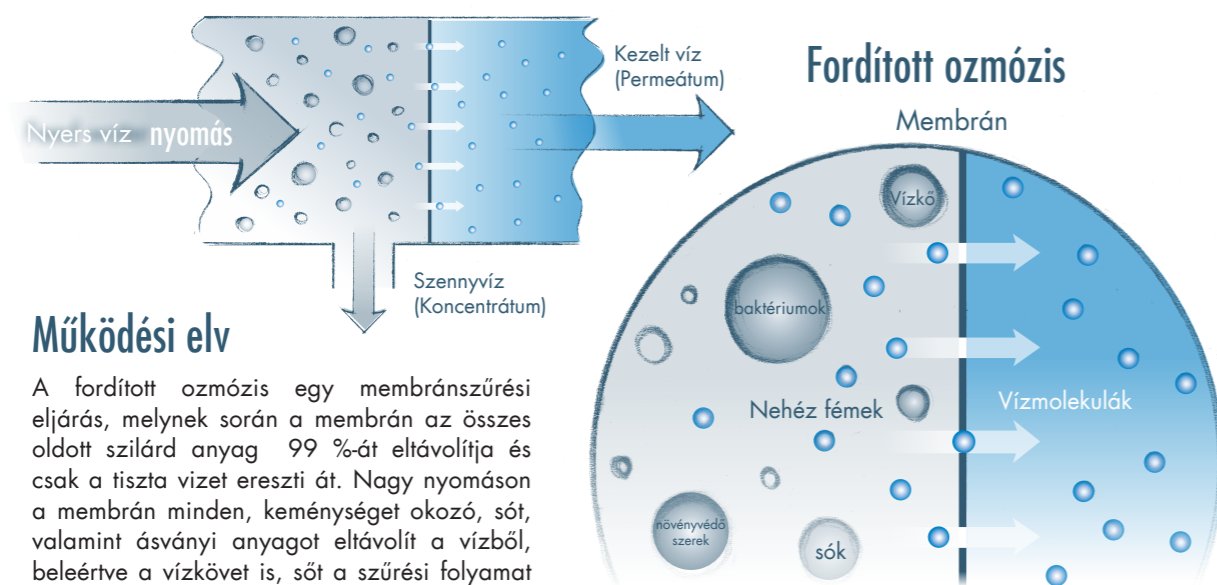 Nyers víz nyomás
Kezelt víz
(Permeátum)
Szennyvíz
(Koncentrátum)
Fordított ozmózis
Membrán
Vízkő
baktériumok
Nehéz fémek
Vízmolekulák
növényvédő
szerek
sók
Működési elv
A fordított ozmózis egy membránszűrési
eljárás, melynek során a membrán az összes
oldott szilárd anyag 99 %-át eltávolítja és
csak a tiszta vizet ereszti át. Nagy nyomáson
a membrán minden, keménységet okozó, sót,
valamint ásványi anyagot eltávolít a vízből,
beleértve a vízkövet is, sőt a szűrési folyamat